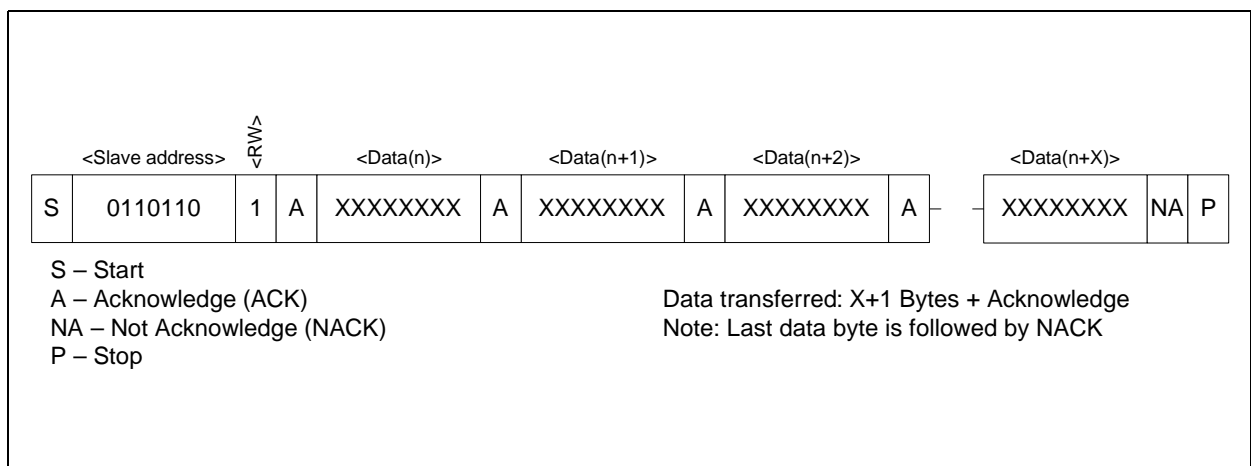 <Slave address> <RW> <Data(n)> <Data(n+1)> <Data(n+2)> <Data(n+X)>
S 0110110 1 A XXXXXXXX A XXXXXXXX A XXXXXXXX A XXXXXXXX NA P
S – Start
A – Acknowledge (ACK)
NA – Not Acknowledge (NACK)
P – Stop
Data transferred: X+1 Bytes + Acknowledge
Note: Last data byte is followed by NACK